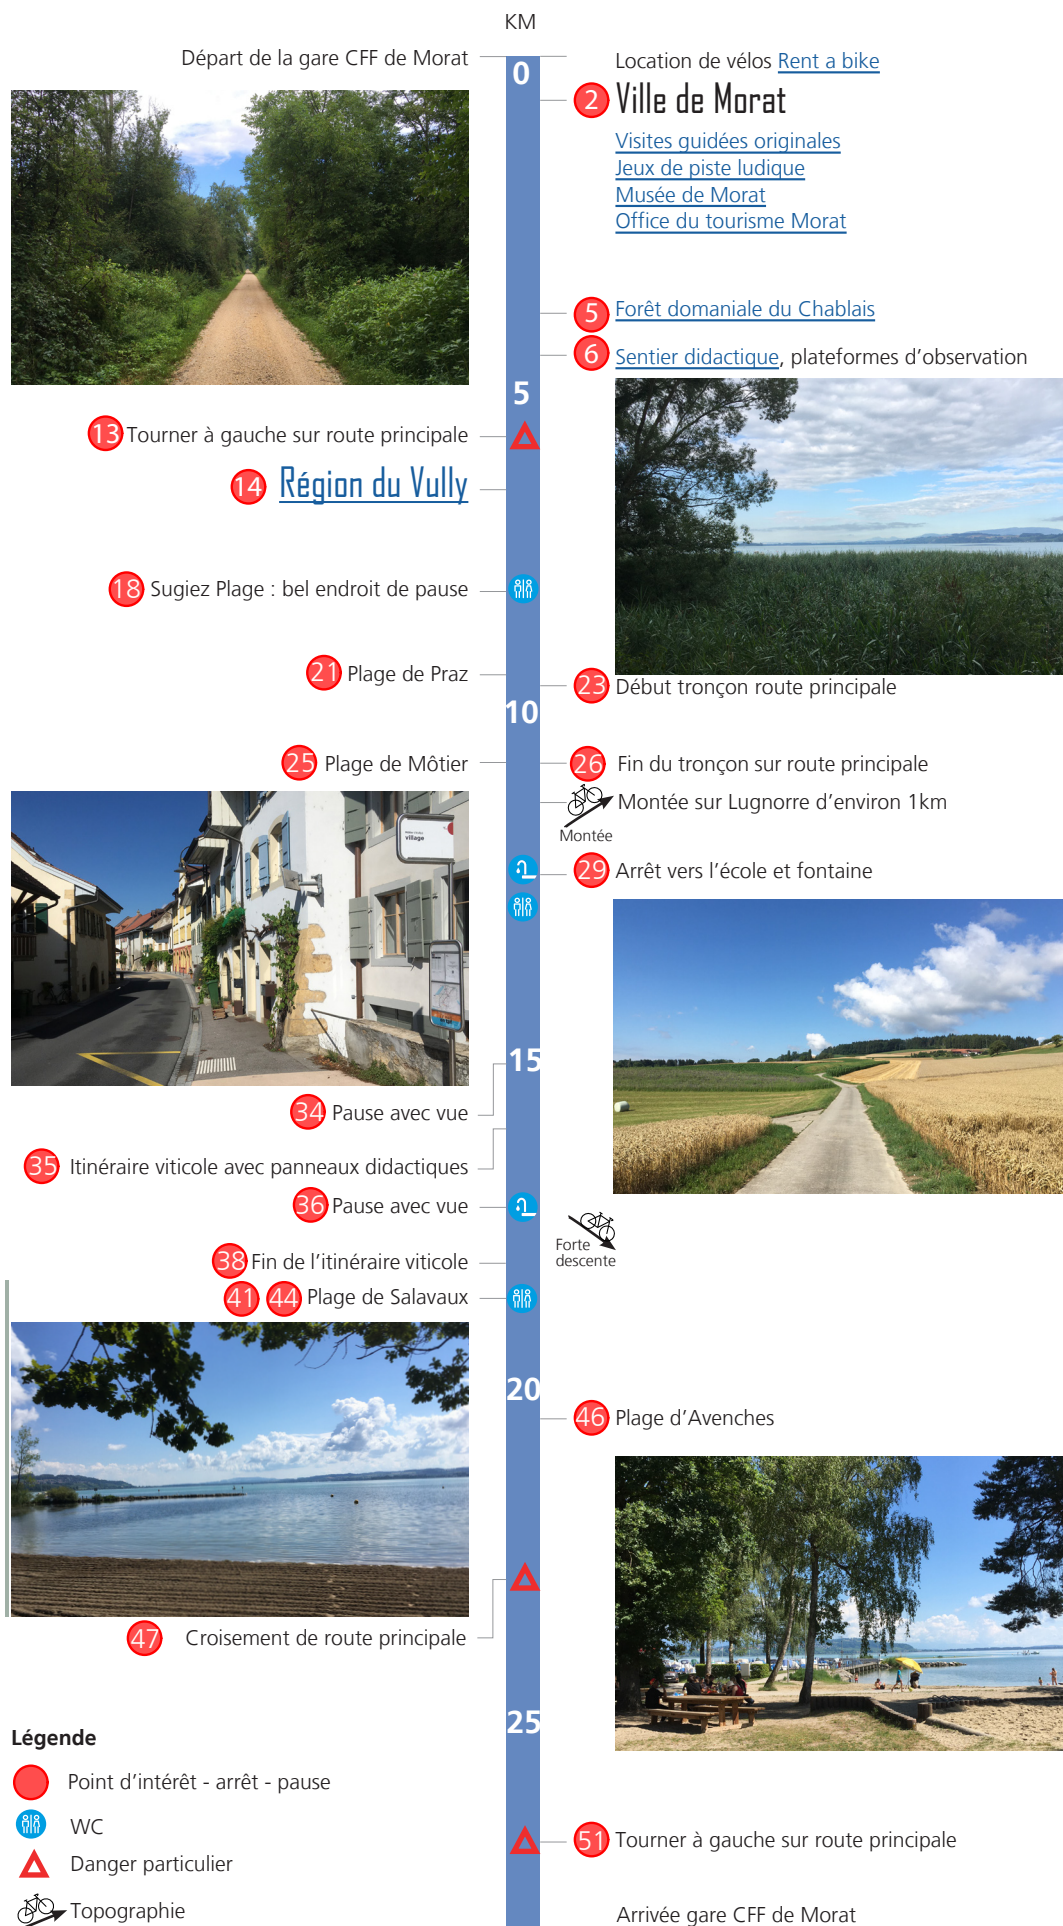 KM
Départ de la gare CFF de Morat
0
Location de vélos Rent a bike
2 Ville de Morat
Visites guidées originales
Jeux de piste ludique
Musée de Morat
Office du tourisme Morat
5 Forêt domaniale du Chablais
6 Sentier didactique, plateformes d’observation
5
13 Tourner à gauche sur route principale
14 Région du Vully
18 Sugiez Plage : bel endroit de pause
21 Plage de Praz
23 Début tronçon route principale
10
25 Plage de Môtier
26 Fin du tronçon sur route principale
Montée sur Lugnorre d’environ 1km
Montée
village
29 Arrêt vers l’école et fontaine
15
34 Pause avec vue
35 Itinéraire viticole avec panneaux didactiques
36 Pause avec vue
Forte
descente
38 Fin de l’itinéraire viticole
41 44 Plage de Salavaux
20
46 Plage d’Avenches
47 Croisement de route principale
25
Légende
Point d’intérêt - arrêt - pause
WC
Danger particulier
Topographie
51 Tourner à gauche sur route principale
Arrivée gare CFF de Morat